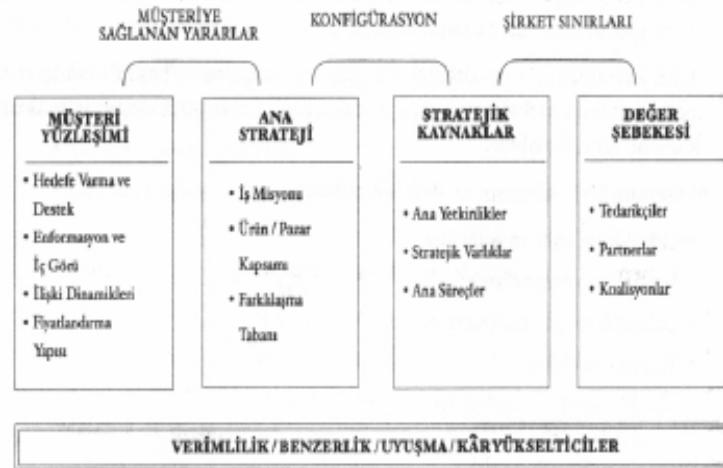 MÜŞTERİYE
SAĞLANAN YARARLAR
KONFİGÜRASYON
ŞİRKET SINIRLARI
MÜŞTERİ
YÜZLEŞİMİ
• Hedefe Varma ve
Destek
• Enformasyon ve
İç Görü
• İlişki Dinamikleri
• Fiyatlandırma
Yapısı
ANA
STRATEJİ
• İş Misyonu
• Ürün / Pazar
Kapsamı
• Farklılaşma
Tabanı
STRATEJİK
KAYNAKLAR
• Ana Yetkinlikler
• Stratejik Varlıklar
• Ana Süreçler
DEĞER
ŞEBEKESİ
• Tedarikçiler
• Partnerlar
• Koalisyonlar
VERİMLİLIK / BENZERLİK / UYUŞMA / KÂRYÜKSELTİCİLER